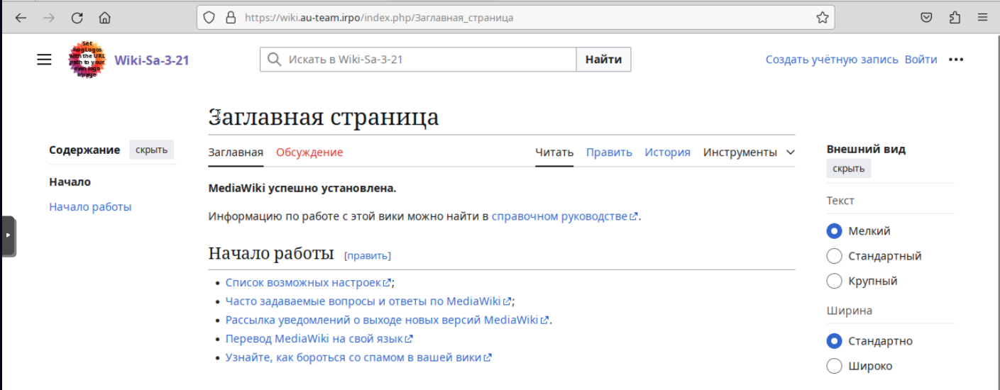 https://wiki.au-team.irpo/index.php/Заглавная_страница
Set
$wgLogos
with the URL
path to your
own logo
image
Wiki-Sa-3-21
Искать в Wiki-Sa-3-21
Найти
Создать учётную запись Войти
Заглавная страница
Содержание скрыть
Начало
Начало работы
Заглавная Обсуждение
Читать Править История Инструменты
MediaWiki успешно установлена.
Информацию по работе с этой вики можно найти в справочном руководстве.
Начало работы [править]
• Список возможных настроек;
• Часто задаваемые вопросы и ответы по MediaWiki;
• Рассылка уведомлений о выходе новых версий MediaWiki.
• Перевод MediaWiki на свой язык
• Узнайте, как бороться со спамом в вашей вики
Внешний вид
скрыть
Текст
Мелкий
Стандартный
Крупный
Ширина
Стандартно
Широко